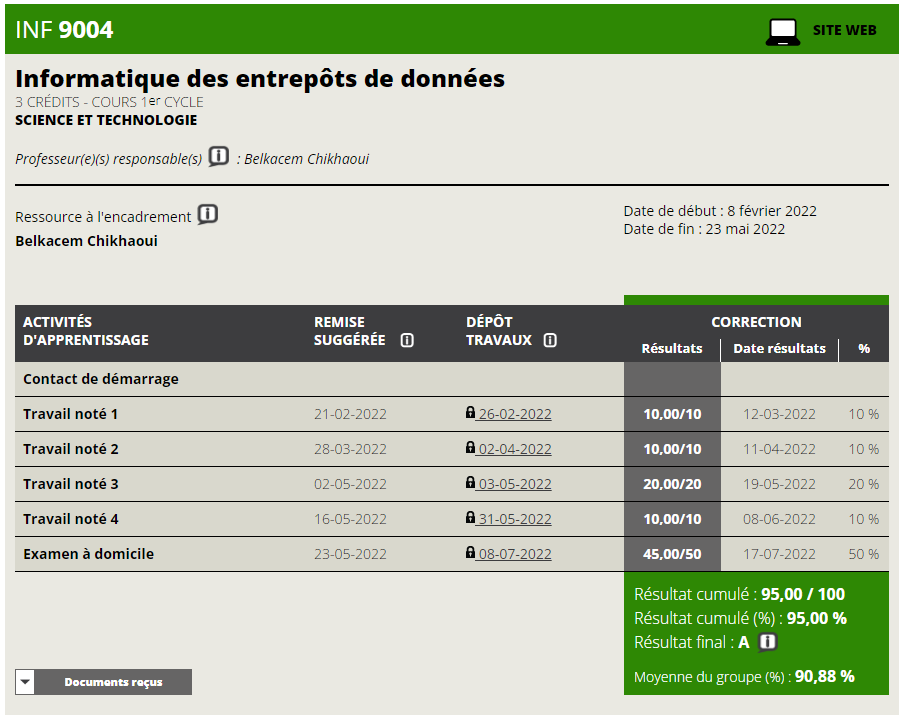 INF 9004
SITE WEB
Informatique des entrepôts de données
3 CRÉDITS - COURS 1er CYCLE
SCIENCE ET TECHNOLOGIE
Professeur(e)(s) responsable(s) : Belkacem Chikhaoui
Ressource à l'encadrement
Belkacem Chikhaoui
Date de début : 8 février 2022
Date de fin : 23 mai 2022
ACTIVITÉS D'APPRENTISSAGE REMISE SUGGÉRÉE DÉPÔT TRAVAUX CORRECTION
Résultats Date résultats %
Contact de démarrage
Travail noté 1 21-02-2022 26-02-2022 10,00/10 12-03-2022 10 %
Travail noté 2 28-03-2022 02-04-2022 10,00/10 11-04-2022 10 %
Travail noté 3 02-05-2022 03-05-2022 20,00/20 19-05-2022 20 %
Travail noté 4 16-05-2022 31-05-2022 10,00/10 08-06-2022 10 %
Examen à domicile 23-05-2022 08-07-2022 45,00/50 17-07-2022 50 %
Résultat cumulé : 95,00 / 100
Résultat cumulé (%) : 95,00 %
Résultat final : A
Moyenne du groupe (%) : 90,88 %
Documents reçus